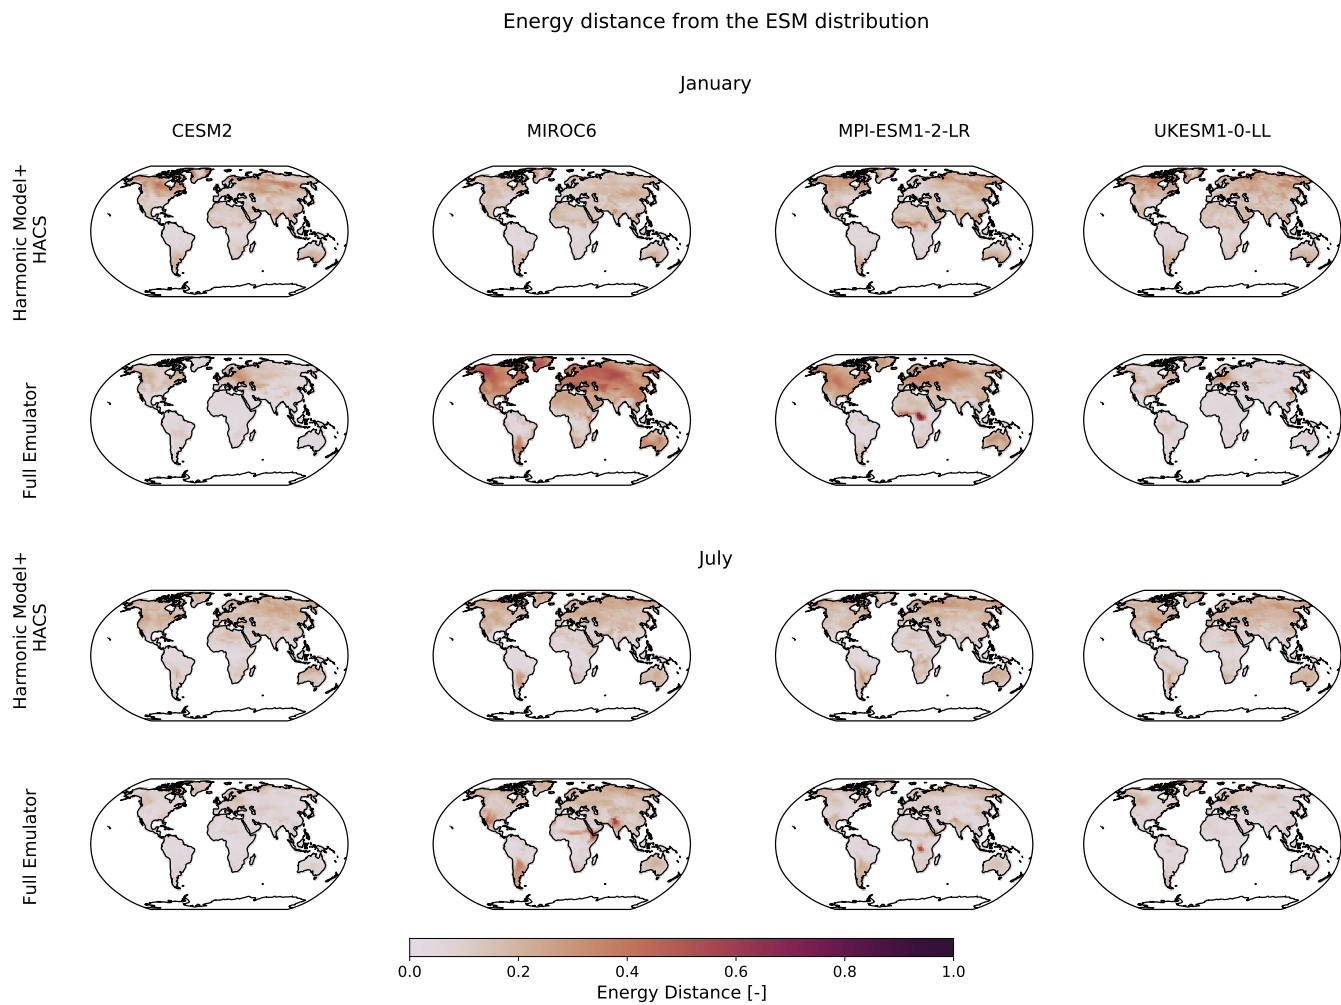 Energy distance from the ESM distribution
January
CESM2
MIROC6
MPI-ESM1-2-LR
UKESM1-0-LL
Harmonic Model+
HACS
Full Emulator
July
Harmonic Model+
HACS
Full Emulator
0.0
0.2
0.4
0.6
0.8
1.0
Energy Distance [-]